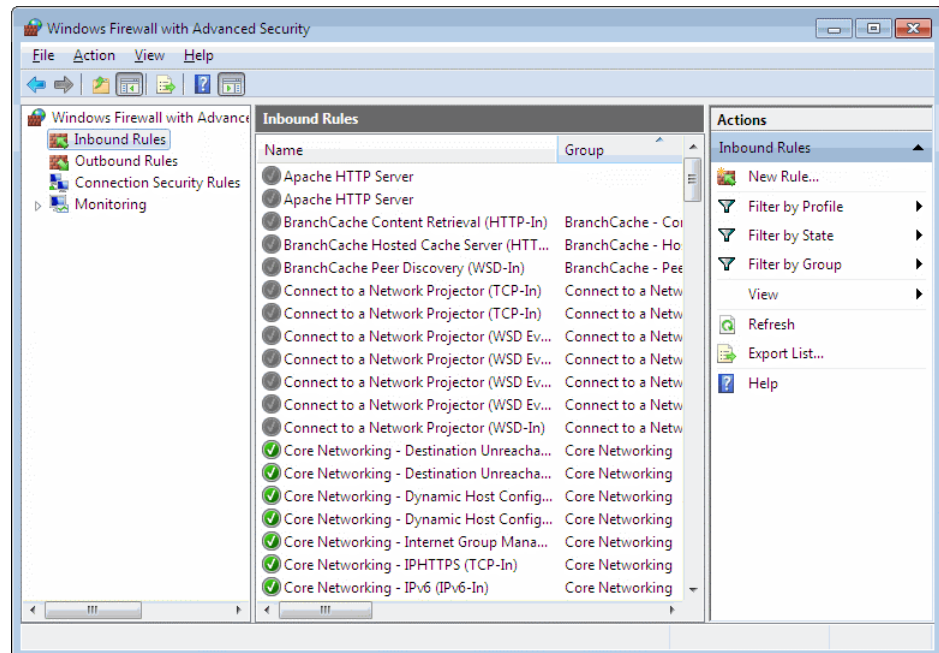 Windows Firewall with Advanced Security
File Action View Help
Windows Firewall with Advance
Inbound Rules
Outbound Rules
Connection Security Rules
Monitoring
Inbound Rules
Name Group
Apache HTTP Server
Apache HTTP Server
BranchCache Content Retrieval (HTTP-In) BranchCache - Co
BranchCache Hosted Cache Server (HTT... BranchCache - Ho
BranchCache Peer Discovery (WSD-In) BranchCache - Pee
Connect to a Network Projector (TCP-In) Connect to a Netw
Connect to a Network Projector (TCP-In) Connect to a Netw
Connect to a Network Projector (WSD Ev... Connect to a Netw
Connect to a Network Projector (WSD Ev... Connect to a Netw
Connect to a Network Projector (WSD Ev... Connect to a Netw
Connect to a Network Projector (WSD Ev... Connect to a Netw
Connect to a Network Projector (WSD-In) Connect to a Netw
Core Networking - Destination Unreacha... Core Networking
Core Networking - Destination Unreacha... Core Networking
Core Networking - Dynamic Host Config... Core Networking
Core Networking - Dynamic Host Config... Core Networking
Core Networking - Internet Group Mana... Core Networking
Core Networking - IPHTTPS (TCP-In) Core Networking
Core Networking - IPv6 (IPv6-In) Core Networking
Actions
Inbound Rules
New Rule...
Filter by Profile
Filter by State
Filter by Group
View
Refresh
Export List...
Help